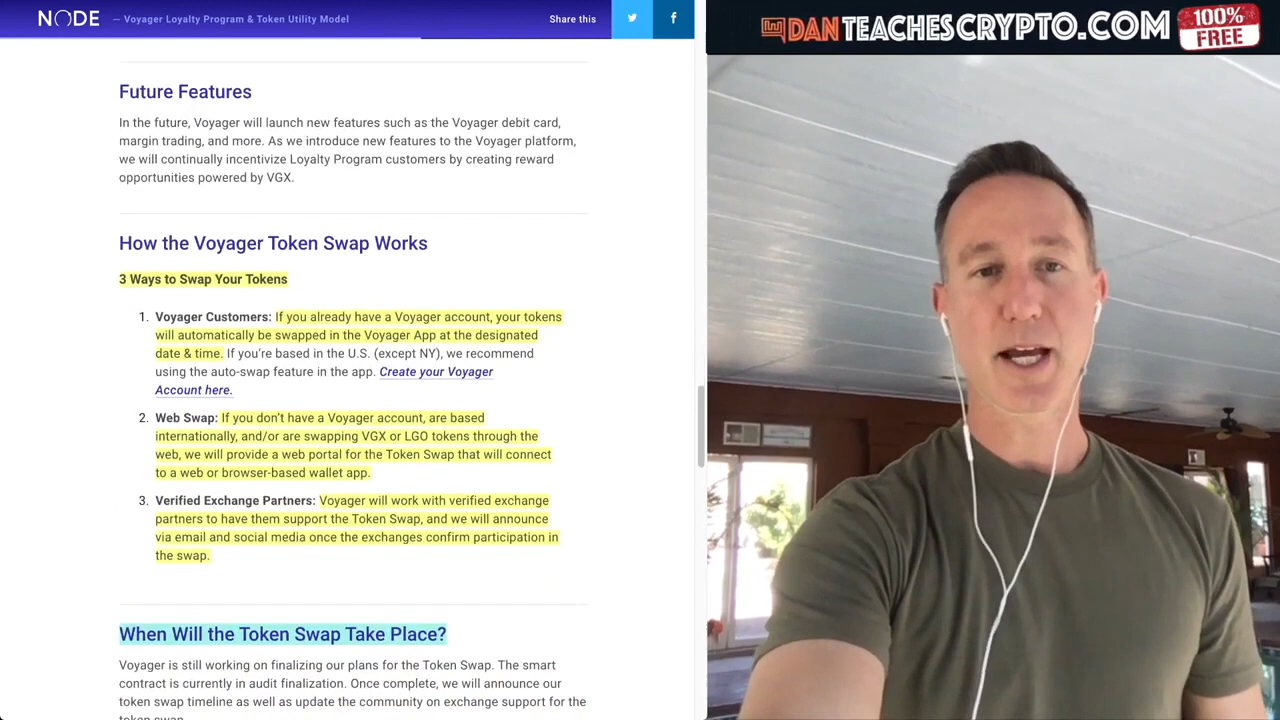 NODE — Voyager Loyalty Program & Token Utility Model Share this
Future Features
In the future, Voyager will launch new features such as the Voyager debit card,
margin trading, and more. As we introduce new features to the Voyager platform,
we will continually incentivize Loyalty Program customers by creating reward
opportunities powered by VGX.
How the Voyager Token Swap Works
3 Ways to Swap Your Tokens
1. Voyager Customers: If you already have a Voyager account, your tokens
will automatically be swapped in the Voyager App at the designated
date & time. If you’re based in the U.S. (except NY), we recommend
using the auto-swap feature in the app. Create your Voyager
Account here.
2. Web Swap: If you don’t have a Voyager account, are based
internationally, and/or are swapping VGX or LGO tokens through the
web, we will provide a web portal for the Token Swap that will connect
to a web or browser-based wallet app.
3. Verified Exchange Partners: Voyager will work with verified exchange
partners to have them support the Token Swap, and we will announce
via email and social media once the exchanges confirm participation in
the swap.
When Will the Token Swap Take Place?
Voyager is still working on finalizing our plans for the Token Swap. The smart
contract is currently in audit finalization. Once complete, we will announce our
token swap timeline as well as update the community on exchange support for the
token swap.
DANTEACHESCRYPTO.COM
100%
FREE